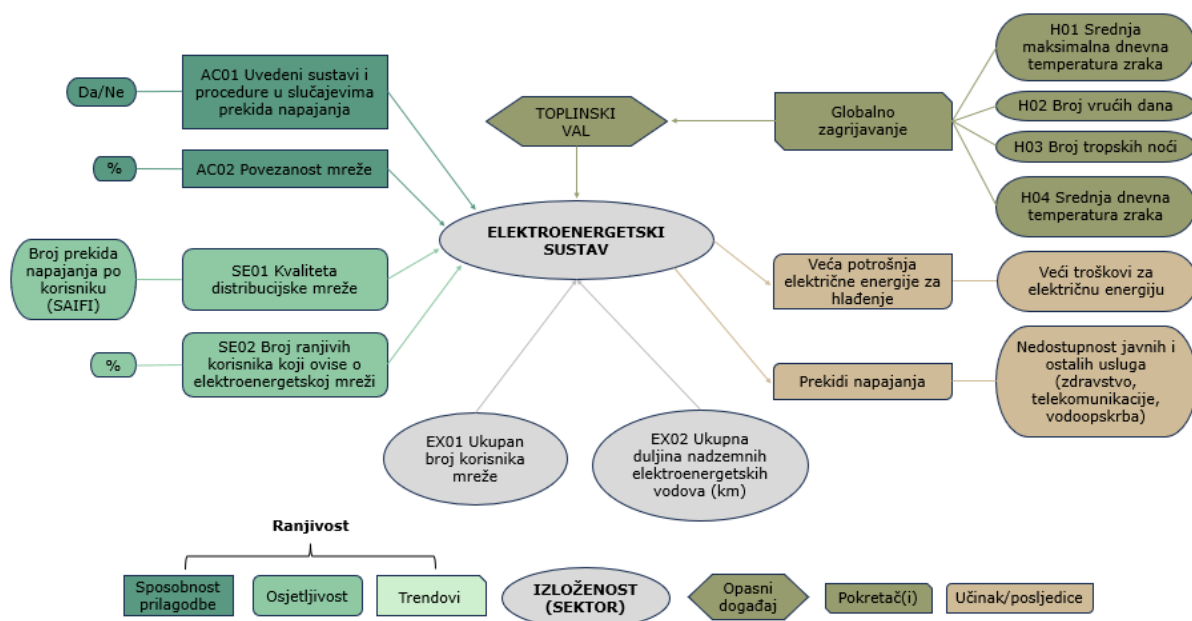 Da/Ne
AC01 Uvedeni sustavi i
procedure u slučajevima
prekida napajanja
%
AC02 Povezanost mreže
Broj prekida
napajanja po
korisniku
(SAIFI)
SE01 Kvaliteta
distribucijske mreže
%
SE02 Broj ranjivih
korisnika koji ovise o
elektroenergetskoj mreži
TOPLINSKI
VAL
Globalno
zagrijavanje
H01 Srednja
maksimalna dnevna
temperatura zraka
H02 Broj vrućih dana
H03 Broj tropskih noći
H04 Srednja dnevna
temperatura zraka
ELEKTROENERGETSKI
SUSTAV
Veća potrošnja
električne energije za
hlađenje
Veći troškovi za
električnu energiju
Prekidi napajanja
Nedostupnost javnih i
ostalih usluga
(zdravstvo,
telekomunikacije,
vodoopskrba)
EX01 Ukupan
broj korisnika
mreže
EX02 Ukupna
duljina nadzemnih
elektroenergetskih
vodova (km)
Ranjivost
Sposobnost
prilagodbe
Osjetljivost
Trendovi
IZLOŽENOST
(SEKTOR)
Opasni
događaj
Pokretač(i)
Učinak/posljedice